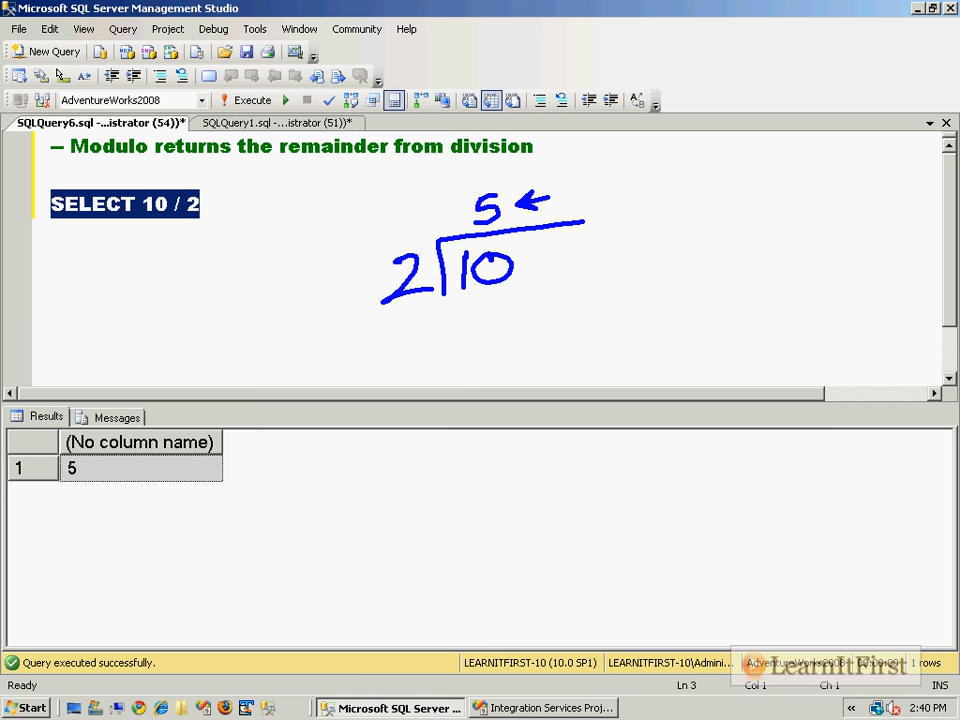 Microsoft SQL Server Management Studio
File Edit View Query Project Debug Tools Window Community Help
New Query
AdventureWorks2008 Execute
SQLQuery6.sql -...istrator (54))* SQLQuery1.sql -...istrator (51))*
-- Modulo returns the remainder from division
SELECT 10 / 2
5
2 10
Results Messages
(No column name)
1 5
Query executed successfully. LEARNITFIRST-10 (10.0 SP1) LEARNITFIRST-10\Admini... AdventureWorks2008 00:00:00 1 rows
LearnItFirst
Ready Ln 3 Col 1 Ch 1 INS
Start Microsoft SQL Server ... Integration Services Proj... « 2:40 PM